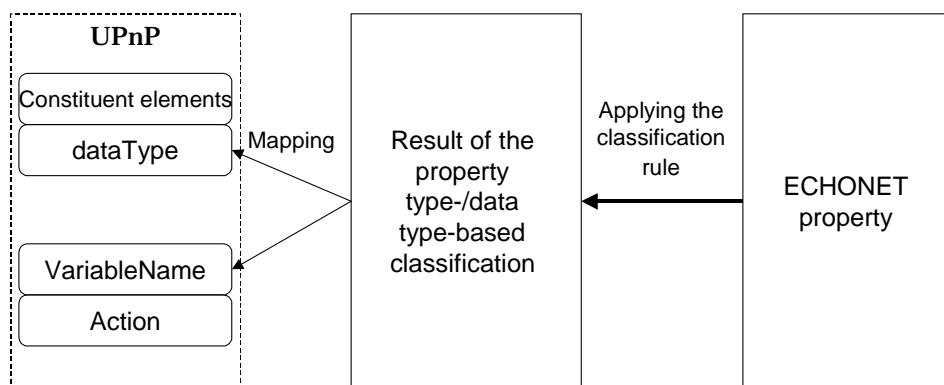 UPnP
Constituent elements
dataType
VariableName
Action
Mapping
Result of the
property
type-/data
type-based
classification
Applying the
classification
rule
ECHONET
property